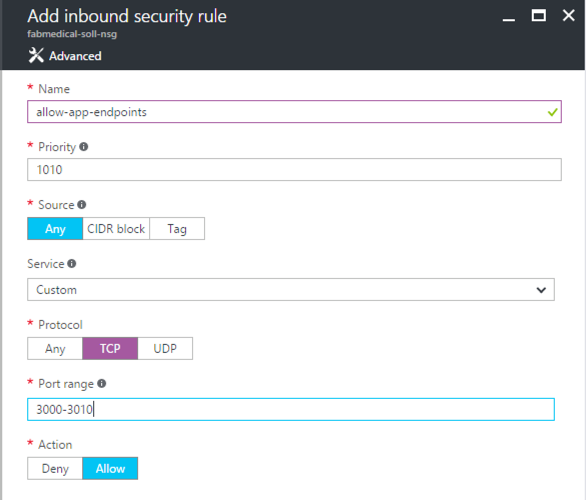 Add inbound security rule
fabmedical-soll-nsg
Advanced
* Name
allow-app-endpoints
* Priority
1010
* Source
Any CIDR block Tag
Service
Custom
* Protocol
Any TCP UDP
* Port range
3000-3010
* Action
Deny Allow